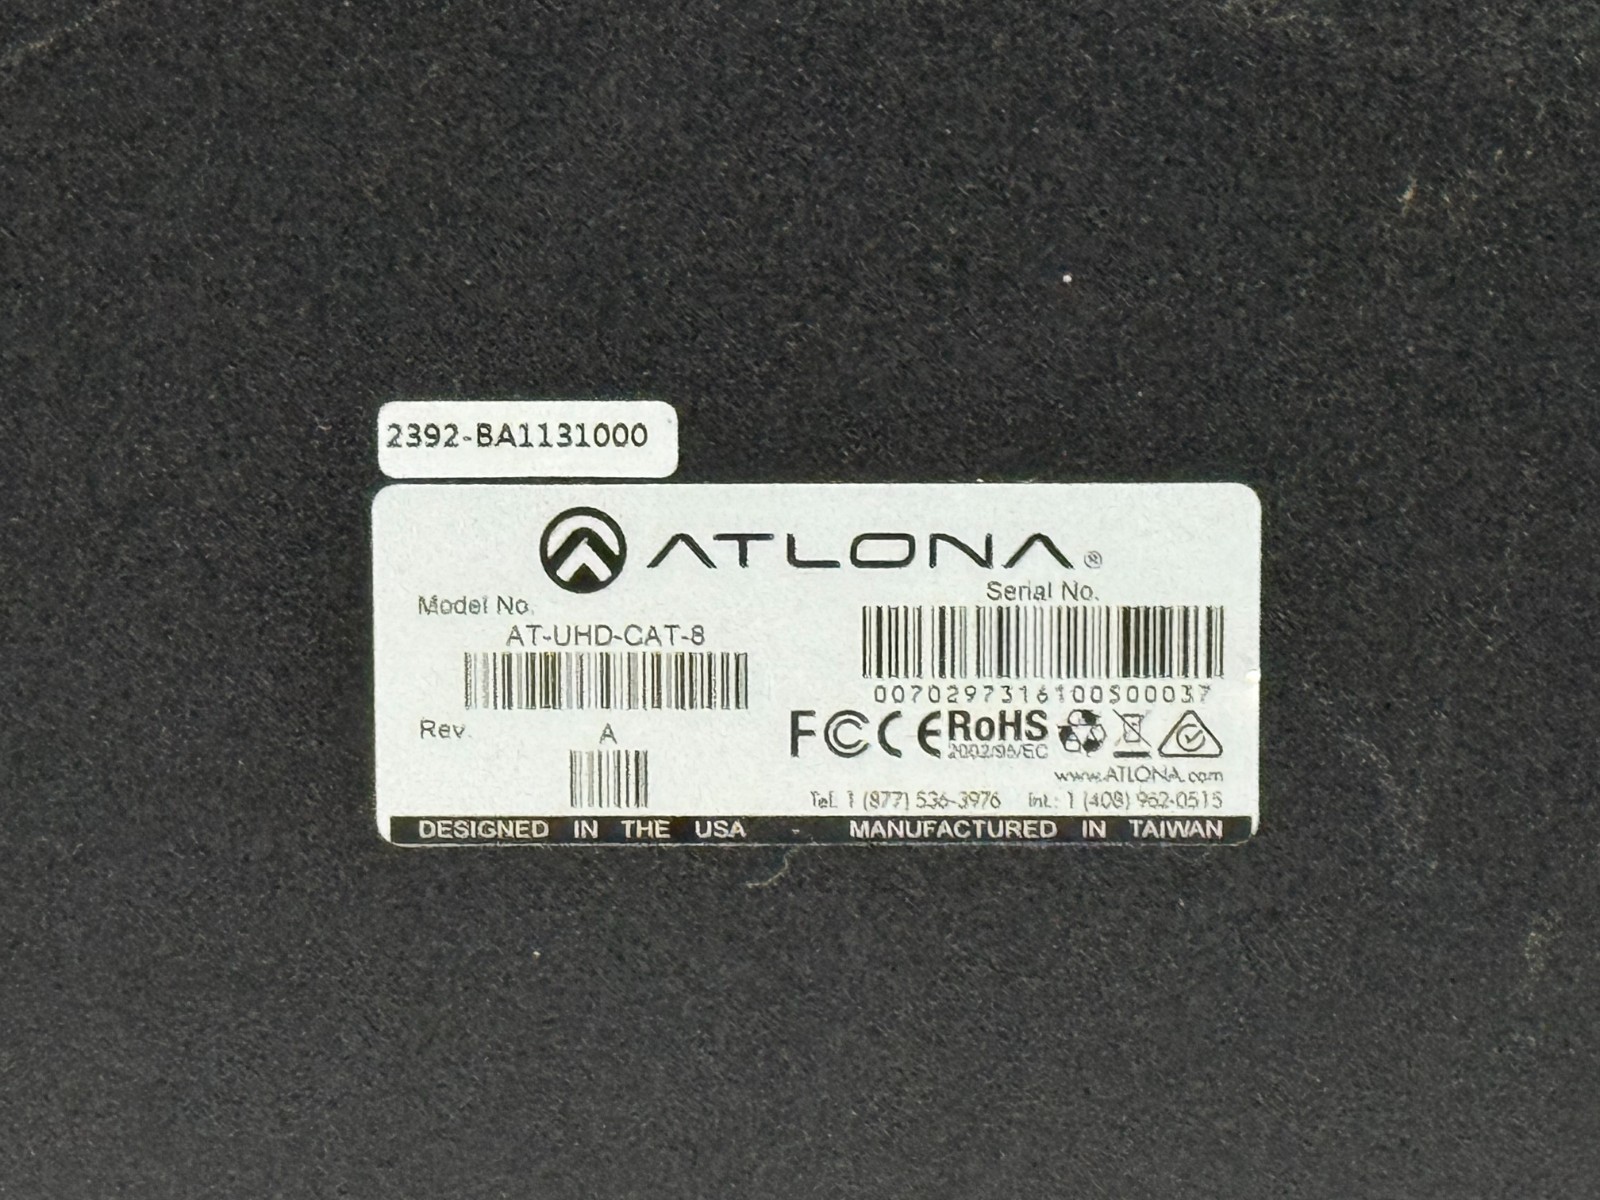 2392-BA1131000
ATLONA®
Model No.
AT-UHD-CAT-8
Serial No.
0070297316100S00037
Rev.
A
FC CE RoHS
2002/95/EC
www.ATLONA.com
Tel: 1 (877) 536-3976 Int.: 1 (408) 962-0515
DESIGNED IN THE USA - MANUFACTURED IN TAIWAN